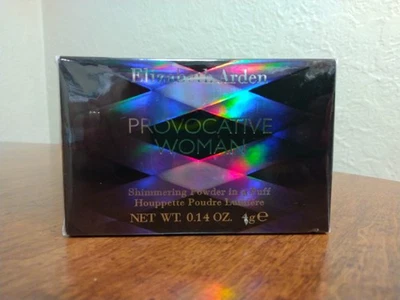 Elizabeth Arden
PROVOCATIVE
WOMAN
Shimmering Powder in a Puff
Houppette Poudre Lumière
NET WT. 0.14 OZ. 4g℮